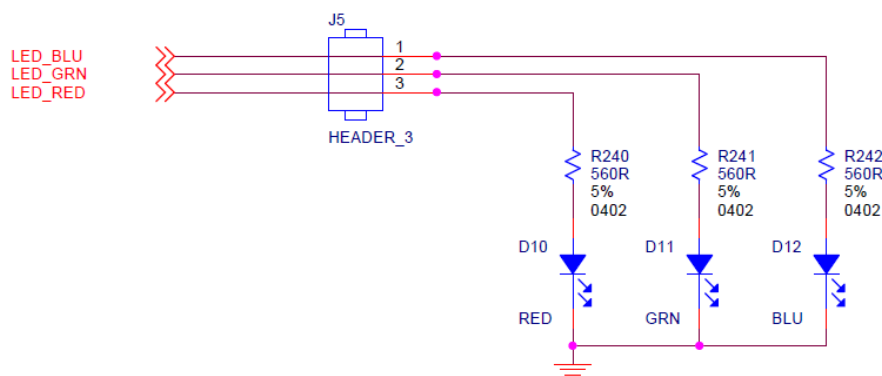 J5
LED_BLU
LED_GRN
LED_RED
1
2
3
HEADER_3
R240
560R
5%
0402
R241
560R
5%
0402
R242
560R
5%
0402
D10
RED
D11
GRN
D12
BLU